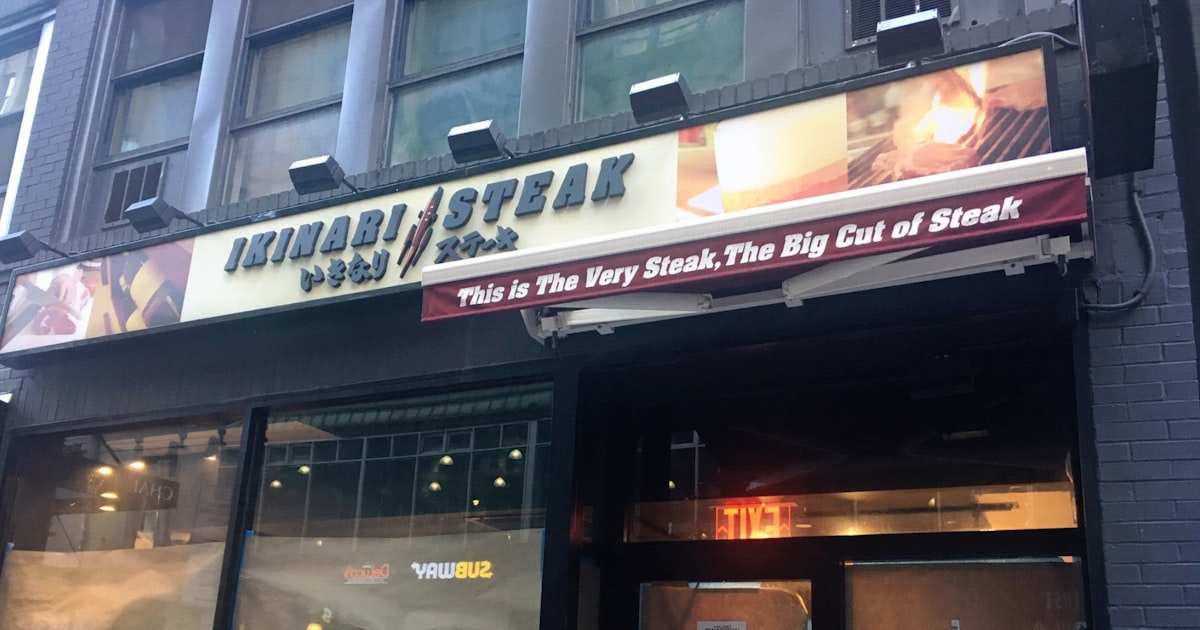 IKINARI STEAK
いきなりステーキ
This is The Very Steak, The Big Cut of Steak
EXIT
SUBWAY